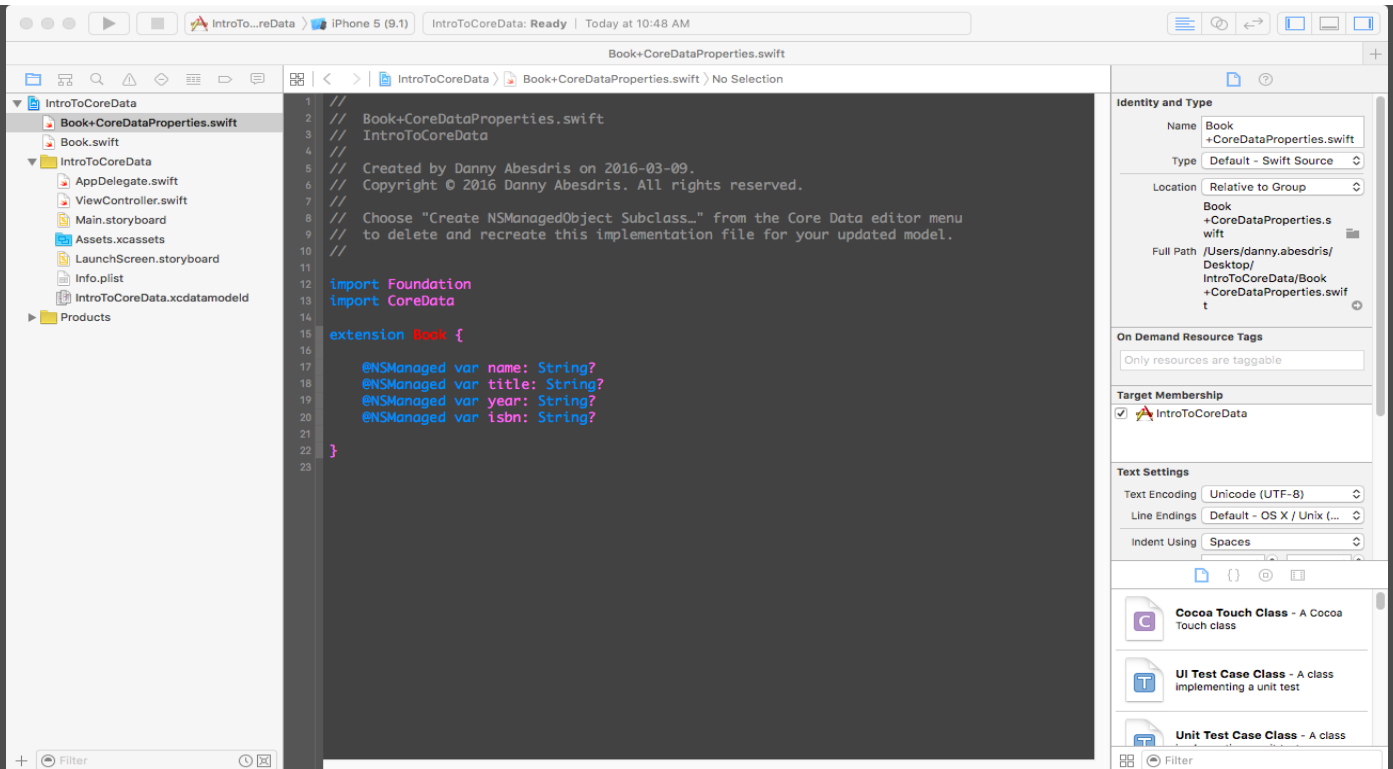 IntroTo...reData
iPhone 5 (9.1)
IntroToCoreData: Ready | Today at 10:48 AM
Book+CoreDataProperties.swift
IntroToCoreData
Book+CoreDataProperties.swift
No Selection
IntroToCoreData
Book+CoreDataProperties.swift
Book.swift
IntroToCoreData
AppDelegate.swift
ViewController.swift
Main.storyboard
Assets.xcassets
LaunchScreen.storyboard
Info.plist
IntroToCoreData.xcdatamodeld
Products
Filter
1 //
2 // Book+CoreDataProperties.swift
3 // IntroToCoreData
4 //
5 // Created by Danny Abesdris on 2016-03-09.
6 // Copyright © 2016 Danny Abesdris. All rights reserved.
7 //
8 // Choose "Create NSManagedObject Subclass…" from the Core Data editor menu
9 // to delete and recreate this implementation file for your updated model.
10 //
11
12 import Foundation
13 import CoreData
14
15 extension Book {
16
17 @NSManaged var name: String?
18 @NSManaged var title: String?
19 @NSManaged var year: String?
20 @NSManaged var isbn: String?
21
22 }
23
Identity and Type
Name Book
+CoreDataProperties.swift
Type Default - Swift Source
Location Relative to Group
Book
+CoreDataProperties.s
wift
Full Path /Users/danny.abesdris/
Desktop/
IntroToCoreData/Book
+CoreDataProperties.swif
t
On Demand Resource Tags
Only resources are taggable
Target Membership
IntroToCoreData
Text Settings
Text Encoding Unicode (UTF-8)
Line Endings Default - OS X / Unix (...
Indent Using Spaces
{}
C
Cocoa Touch Class - A Cocoa
Touch class
T
UI Test Case Class - A class
implementing a unit test
T
Unit Test Case Class - A class
Filter